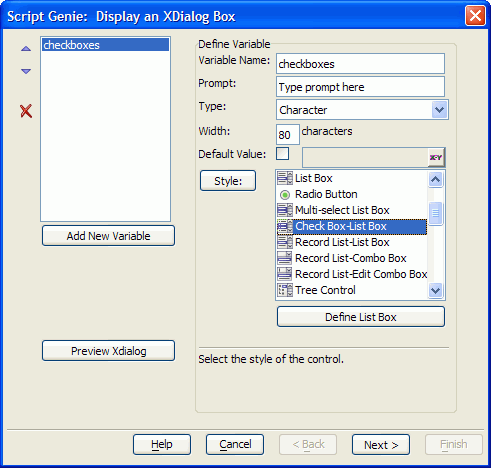 Script Genie: Display an XDialog Box
checkboxes
Add New Variable
Preview Xdialog
Define Variable
Variable Name: checkboxes
Prompt: Type prompt here
Type: Character
Width: 80 characters
Default Value:
Style:
List Box
Radio Button
Multi-select List Box
Check Box-List Box
Record List-List Box
Record List-Combo Box
Record List-Edit Combo Box
Tree Control
Define List Box
Select the style of the control.
Help Cancel < Back Next > Finish